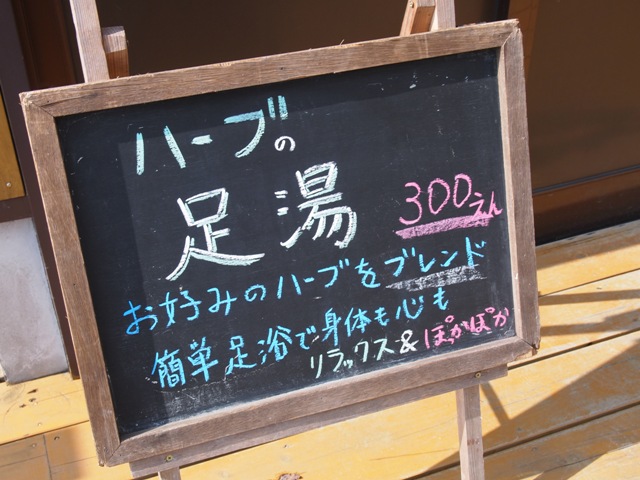 ハーブの
足湯
300えん
お好みのハーブをブレンド
簡単足浴で身体も心も
リラックス&ぽかぽか